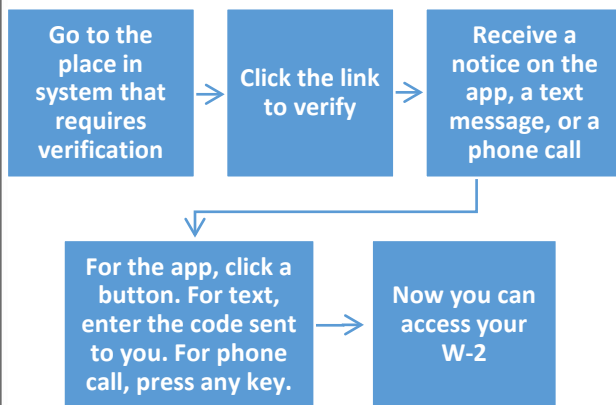 Go to the
place in
system that
requires
verification
Click the link
to verify
Receive a
notice on the
app, a text
message, or a
phone call
For the app, click a
button. For text,
enter the code sent
to you. For phone
call, press any key.
Now you can
access your
W-2